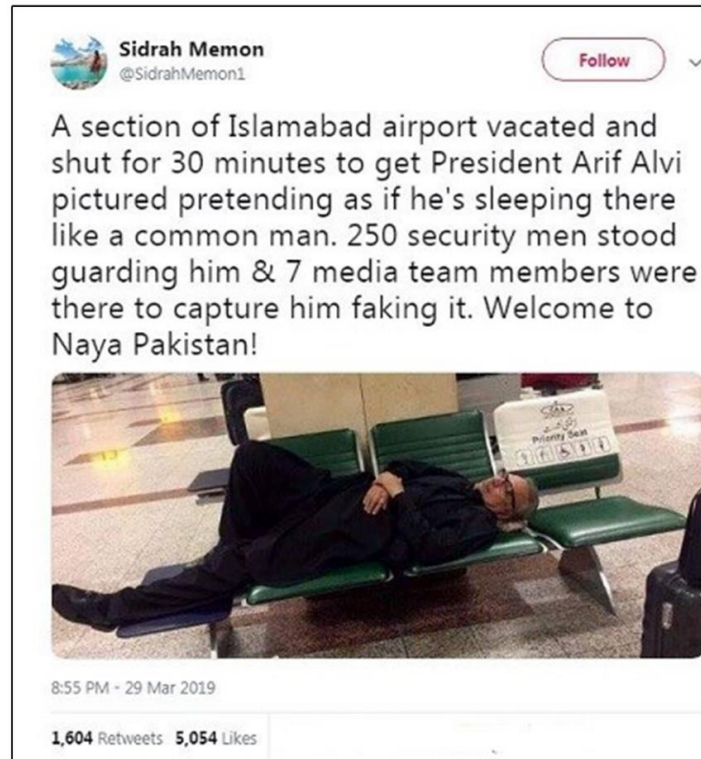 Sidrah Memon
@SidrahMemon1
Follow
A section of Islamabad airport vacated and
shut for 30 minutes to get President Arif Alvi
pictured pretending as if he's sleeping there
like a common man. 250 security men stood
guarding him & 7 media team members were
there to capture him faking it. Welcome to
Naya Pakistan!
Priority Seat
8:55 PM - 29 Mar 2019
1,604 Retweets 5,054 Likes